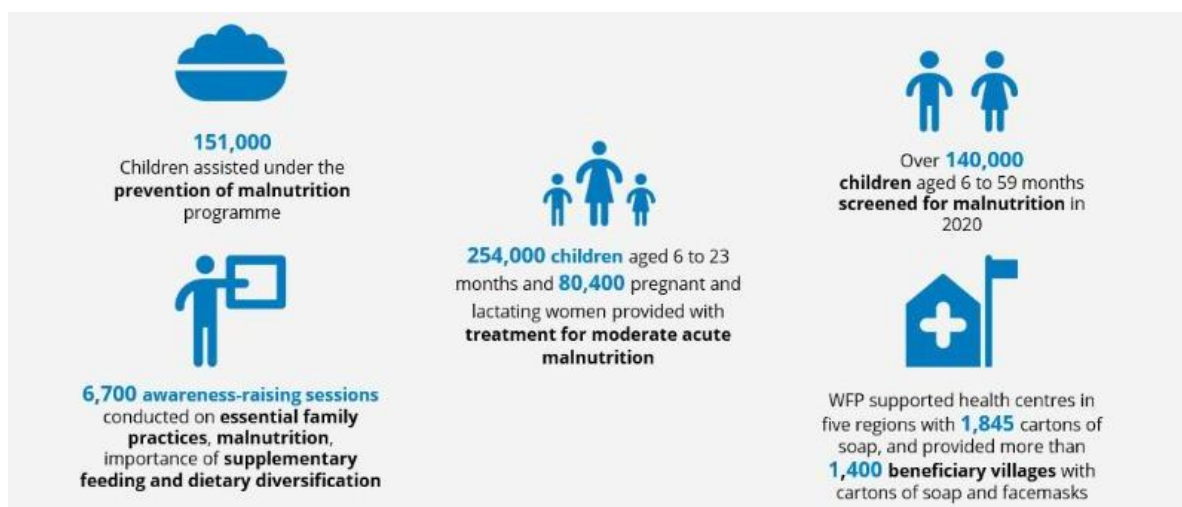 151,000
Children assisted under the
prevention of malnutrition
programme
6,700 awareness-raising sessions
conducted on essential family
practices, malnutrition,
importance of supplementary
feeding and dietary diversification
254,000 children aged 6 to 23
months and 80,400 pregnant and
lactating women provided with
treatment for moderate acute
malnutrition
Over 140,000
children aged 6 to 59 months
screened for malnutrition in
2020
WFP supported health centres in
five regions with 1,845 cartons of
soap, and provided more than
1,400 beneficiary villages with
cartons of soap and facemasks